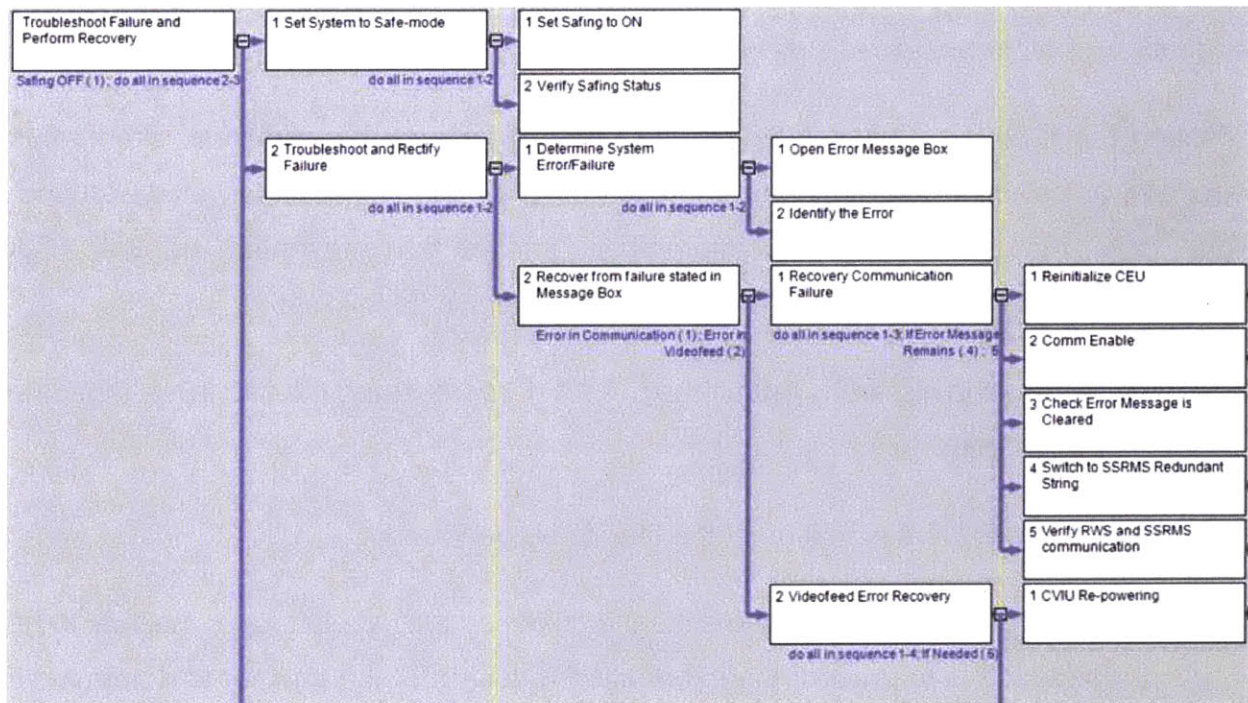 Troubleshoot Failure and
Perform Recovery
Safing OFF (1) ; do all in sequence 2-3
1 Set System to Safe-mode
do all in sequence 1-2
1 Set Safing to ON
2 Verify Safing Status
2 Troubleshoot and Rectify
Failure
do all in sequence 1-2
1 Determine System
Error/Failure
do all in sequence 1-2
1 Open Error Message Box
2 Identify the Error
2 Recover from failure stated in
Message Box
Error in Communication (1) ; Error in
Videofeed (2)
1 Recovery Communication
Failure
do all in sequence 1-3; If Error Message
Remains (4) ; 5
1 Reinitialize CEU
2 Comm Enable
3 Check Error Message is
Cleared
4 Switch to SSRMS Redundant
String
5 Verify RWS and SSRMS
communication
2 Videofeed Error Recovery
do all in sequence 1-4; If Needed (5)
1 CVIU Re-powering